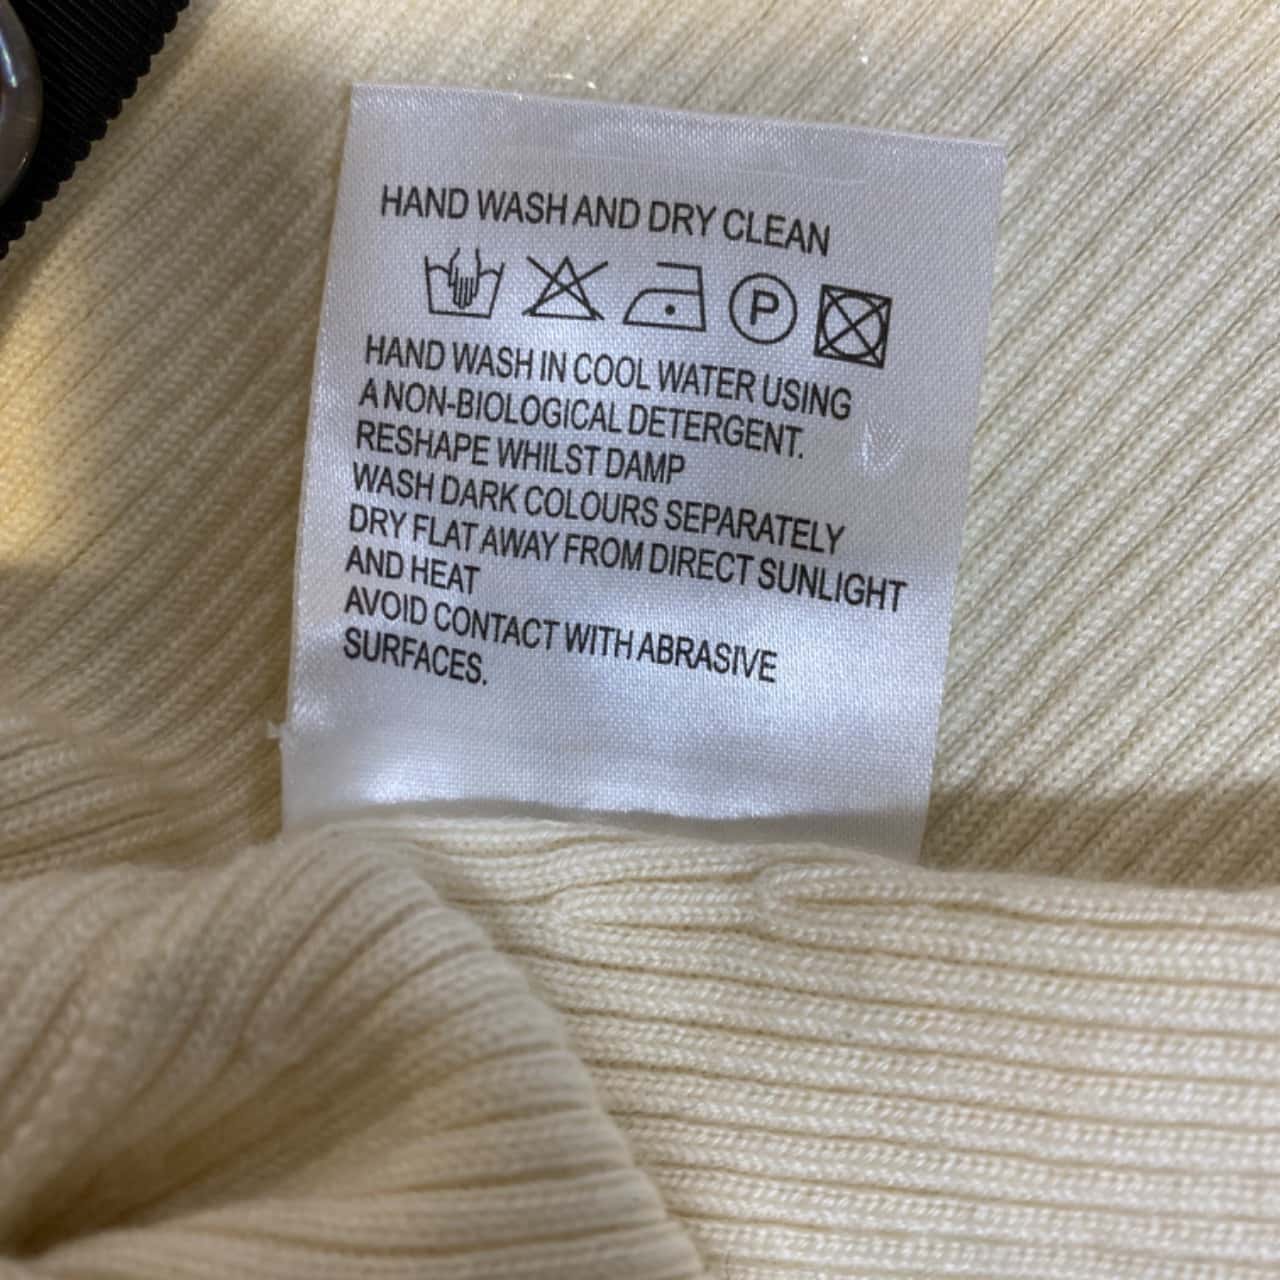 HAND WASH AND DRY CLEAN
P
HAND WASH IN COOL WATER USING
A NON-BIOLOGICAL DETERGENT.
RESHAPE WHILST DAMP
WASH DARK COLOURS SEPARATELY
DRY FLAT AWAY FROM DIRECT SUNLIGHT
AND HEAT
AVOID CONTACT WITH ABRASIVE
SURFACES.